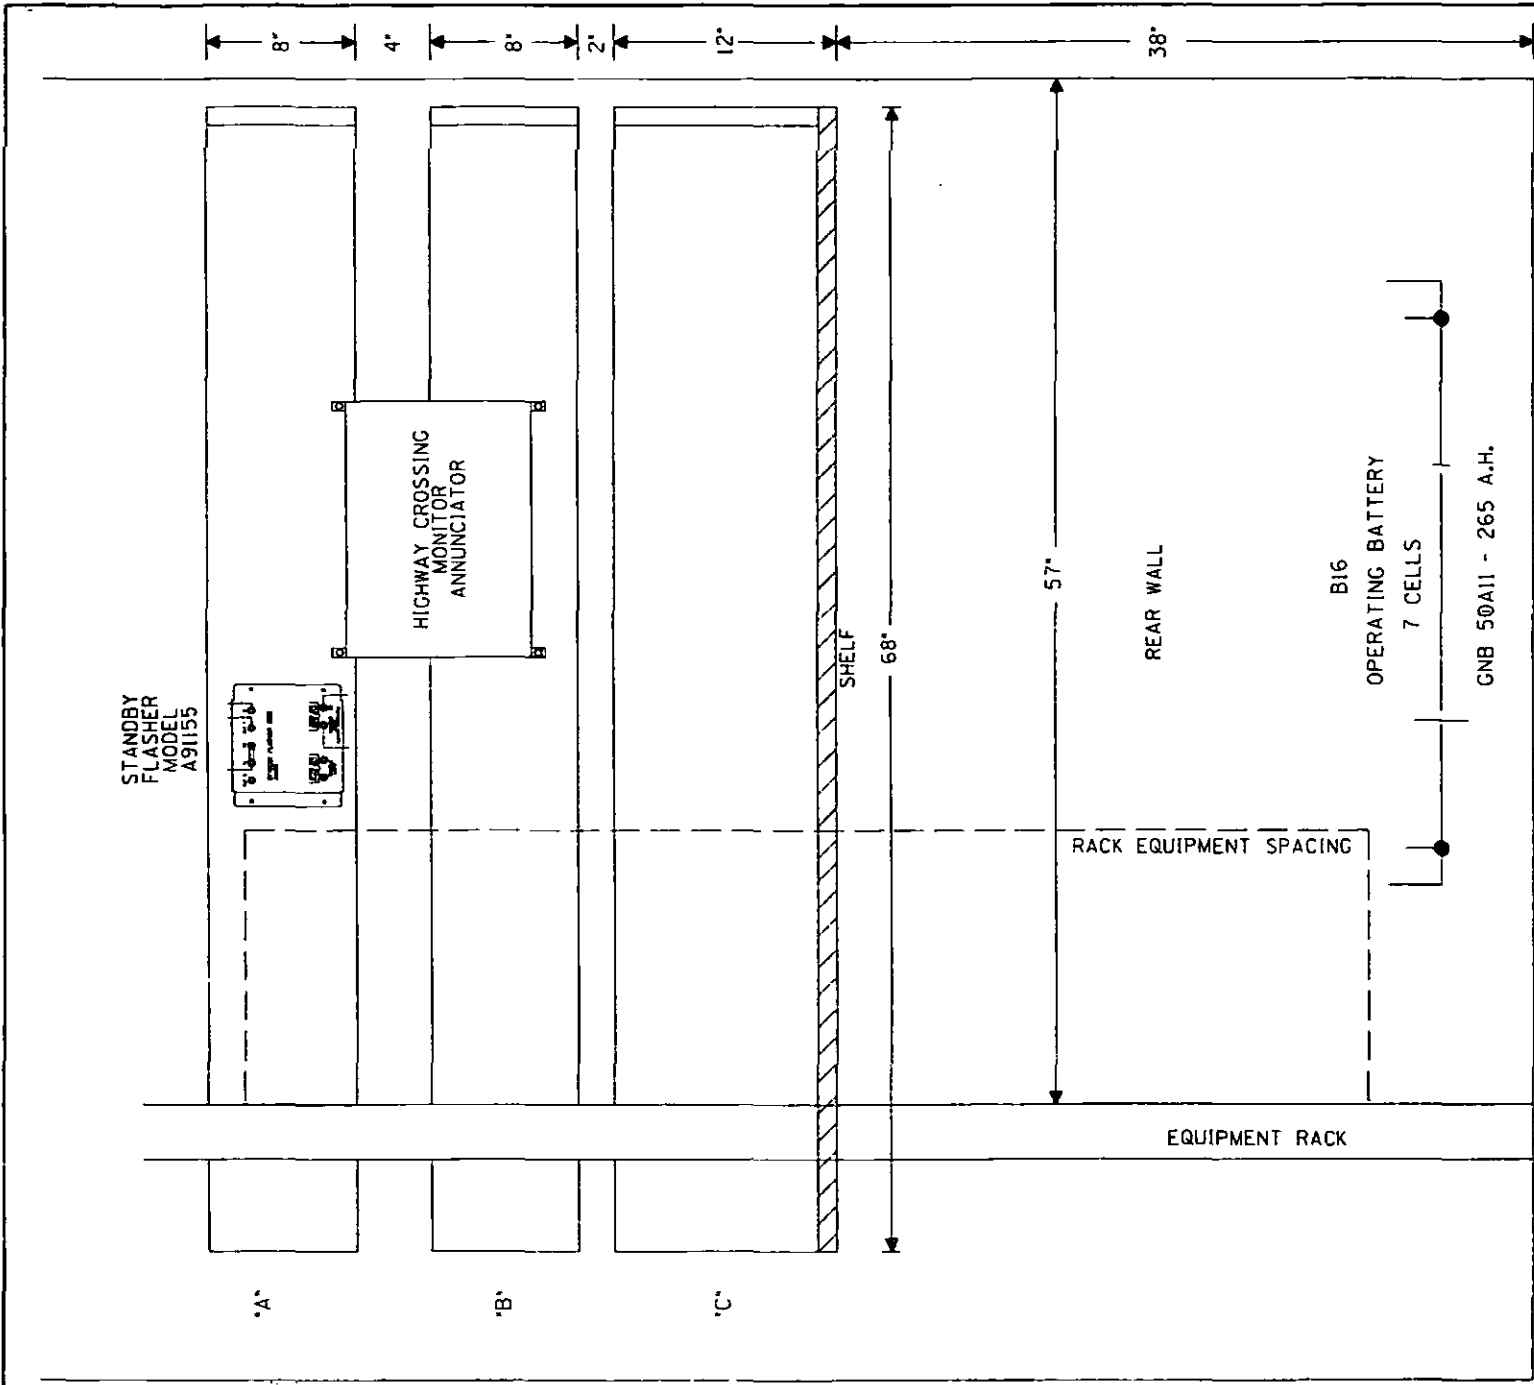 8"
4"
8"
2"
12"
38"
STANDBY
FLASHER
MODEL
A91155
HIGHWAY CROSSING
MONITOR
ANNUNCIATOR
SHELF
68"
57"
REAR WALL
RACK EQUIPMENT SPACING
B16
OPERATING BATTERY
7 CELLS
GNB 50A11 - 265 A.H.
EQUIPMENT RACK
"A"
"B"
"C"